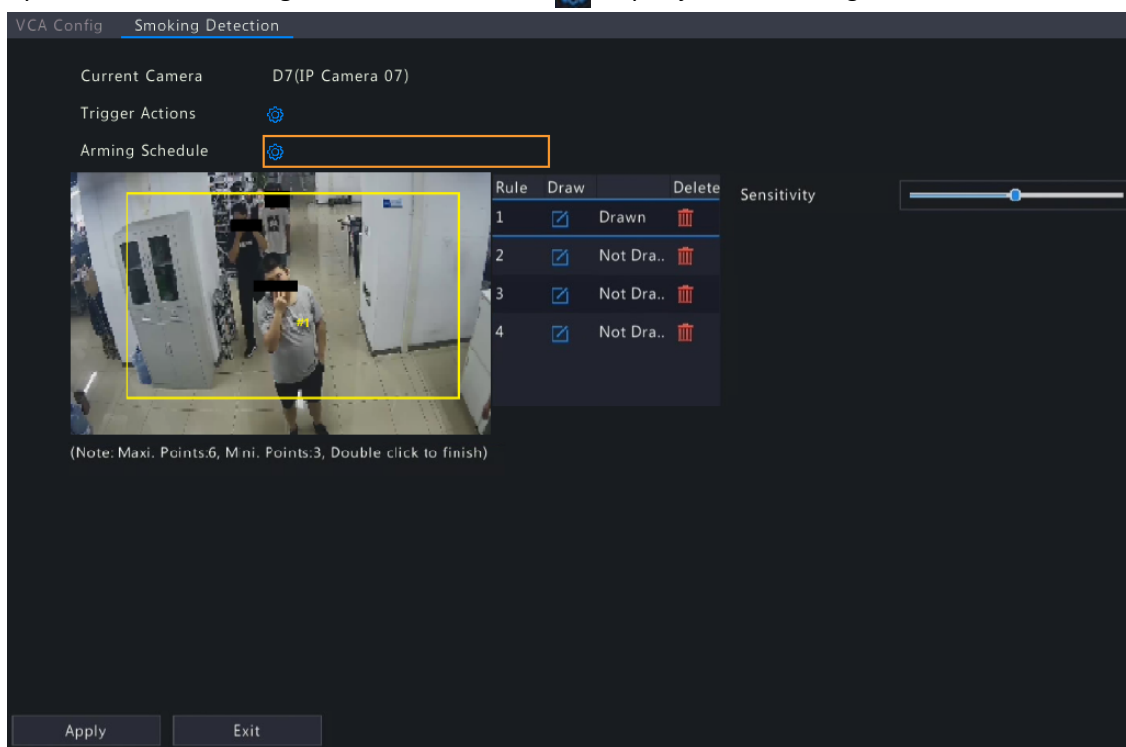 VCA Config Smoking Detection
Current Camera D7(IP Camera 07)
Trigger Actions
Arming Schedule
Rule Draw Delete
1 Drawn
2 Not Dra..
3 Not Dra..
4 Not Dra..
Sensitivity
#1
(Note: Maxi. Points:6, Mini. Points:3, Double click to finish)
Apply Exit